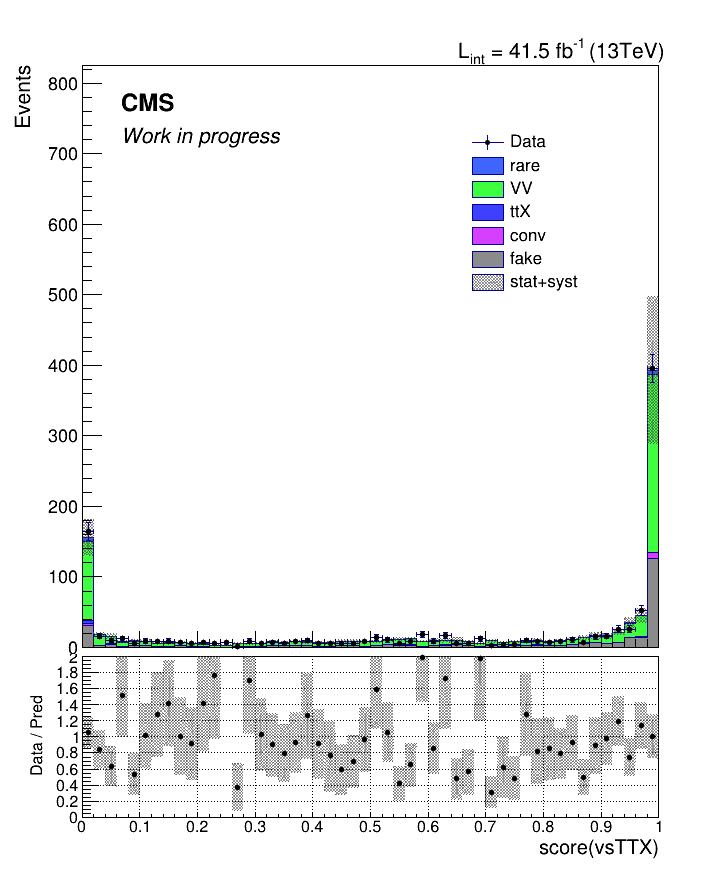 L_int = 41.5 fb^-1 (13TeV)
Events
CMS
Work in progress
800
700
600
500
400
300
200
100
0
Data
rare
VV
ttX
conv
fake
stat+syst
Data / Pred
2
1.8
1.6
1.4
1.2
1
0.8
0.6
0.4
0.2
0
0 0.1 0.2 0.3 0.4 0.5 0.6 0.7 0.8 0.9 1
score(vsTTX)